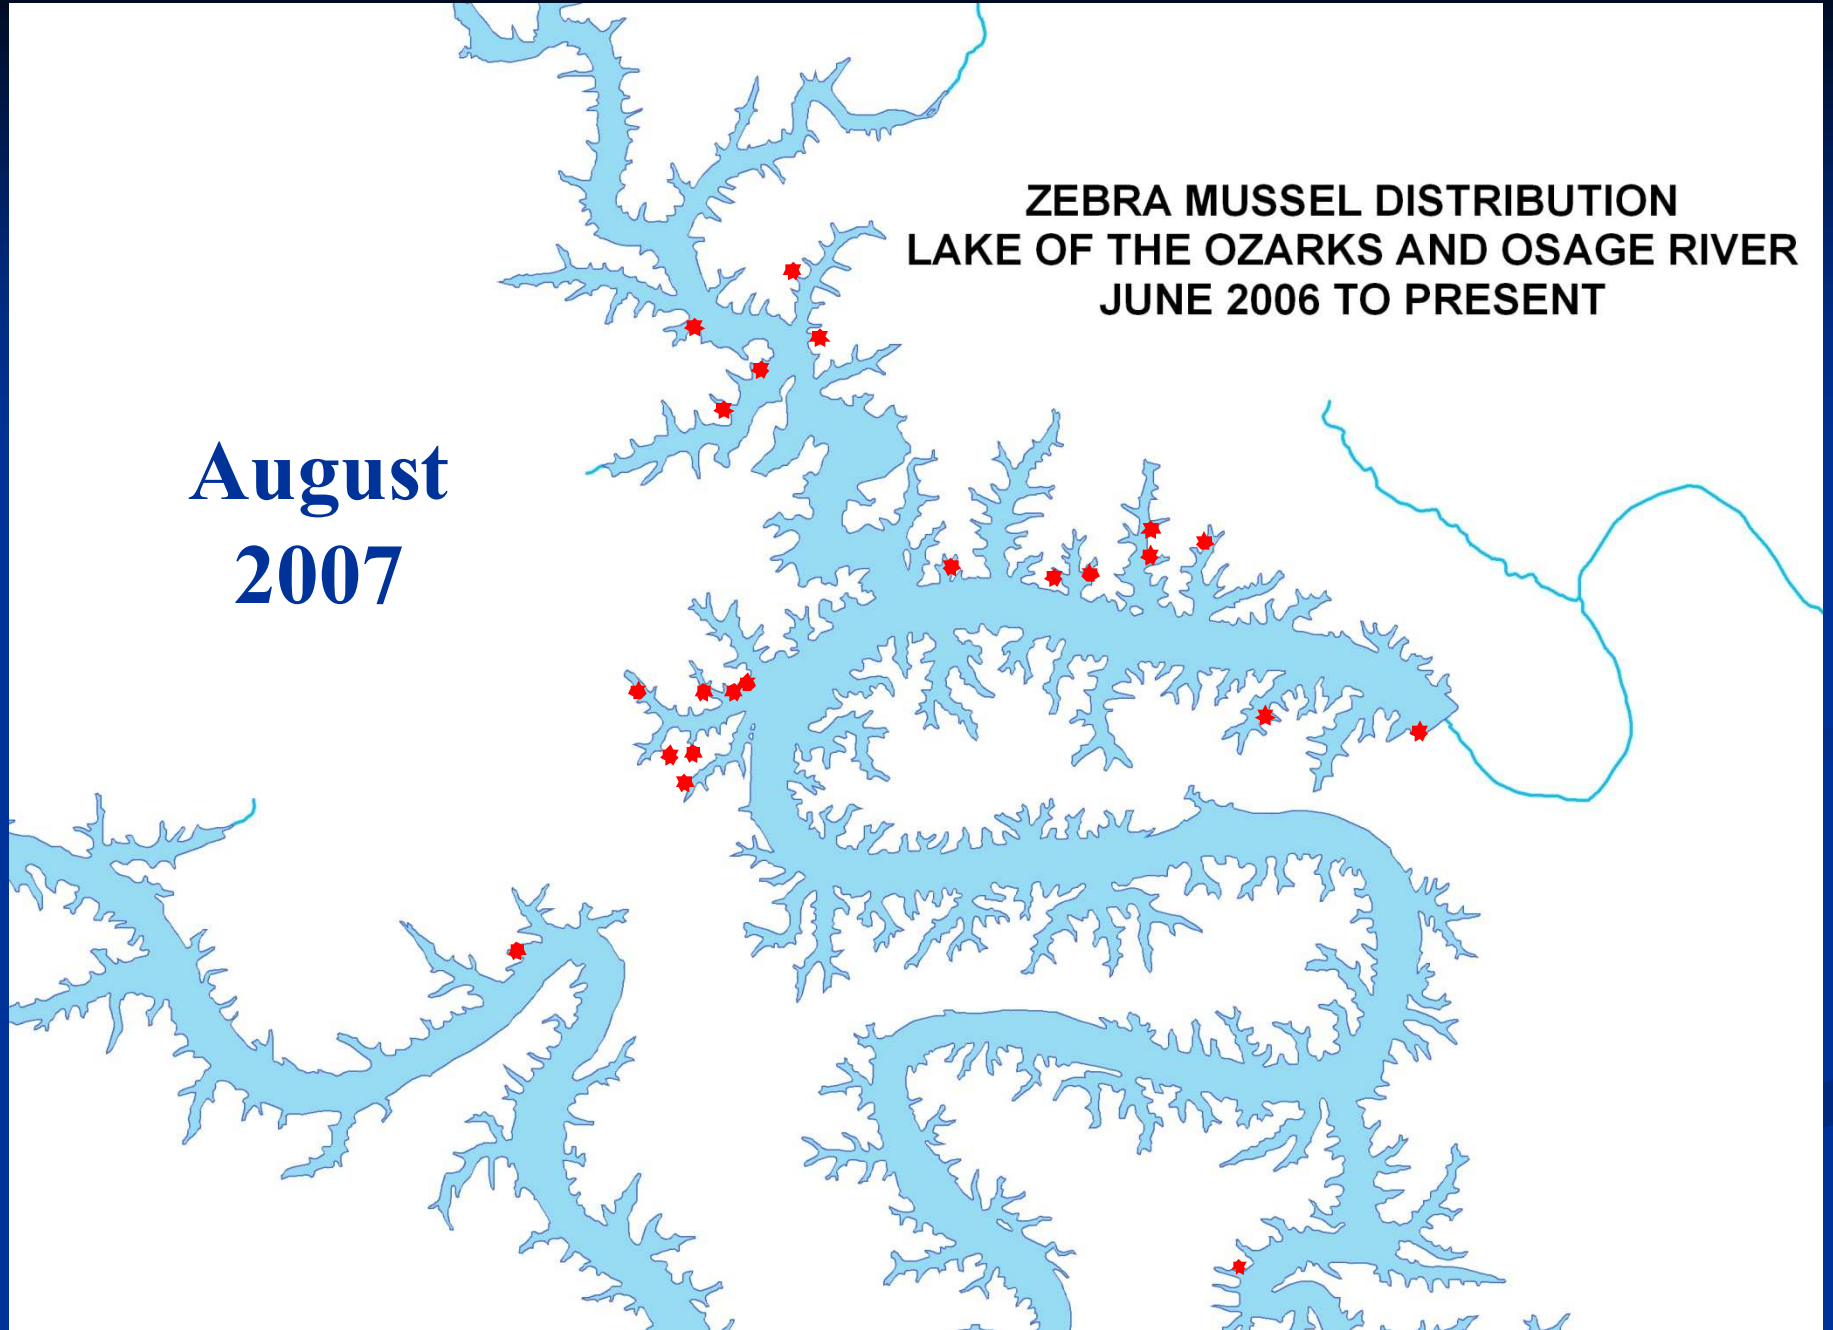 ZEBRA MUSSEL DISTRIBUTION
LAKE OF THE OZARKS AND OSAGE RIVER
JUNE 2006 TO PRESENT
August
2007